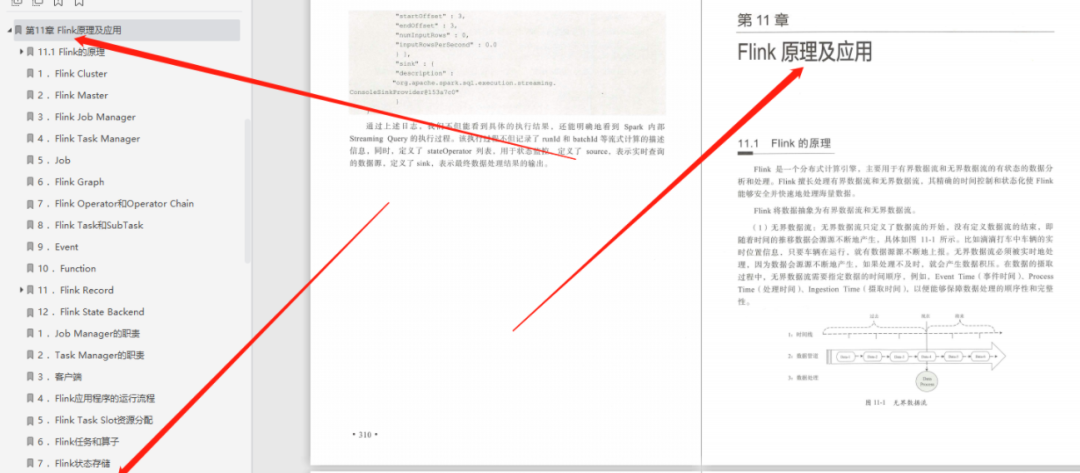 第11章 Flink原理及应用
11.1 Flink的原理
1. Flink Cluster
2. Flink Master
3. Flink Job Manager
4. Flink Task Manager
5. Job
6. Flink Graph
7. Flink Operator和Operator Chain
8. Flink Task和SubTask
9. Event
10. Function
11. Flink Record
12. Flink State Backend
1. Job Manager的职责
2. Task Manager的职责
3. 客户端
4. Flink应用程序的运行流程
5. Flink Task Slot资源分配
6. Flink任务和算子
7. Flink状态存储
"startOffset" : 3,
"endOffset" : 3,
"numInputRows" : 0,
"inputRowsPerSecond" : 0.0
} ],
"sink" : {
"description" :
"org.apache.spark.sql.execution.streaming.
ConsoleSinkProvider@153a7c0"
}
通过上述日志，我们不但能看到具体的执行结果，还能明确地看到 Spark 内部
Streaming Query 的执行过程。该执行过程不但记录了 runId 和 batchId 等流式计算的描述
信息，同时，定义了 stateOperator 列表，用于状态监控，定义了 source，表示实时查询
的数据源，定义了 sink，表示最终数据处理结果的输出。
• 310 •
第 11 章
Flink 原理及应用
11.1 Flink 的原理
Flink 是一个分布式计算引擎，主要用于有界数据流和无界数据流的有状态的数据分
析和处理。Flink 擅长处理有界数据流和无界数据流，其精确的时间控制和状态化使 Flink
能够安全并快速地处理海量数据。
Flink 将数据抽象为有界数据流和无界数据流。
（1）无界数据流：无界数据流只定义了数据流的开始，没有定义数据流的结束，即
随着时间的推移数据会源源不断地产生，具体如图 11-1 所示。比如滴滴打车中车辆的实
时位置信息，只要车辆在运行，就有数据源源不断地上报。无界数据流必须被实时地处
理，因为数据会源源不断地产生，如果处理不及时，就会产生数据积压。在数据的摄取
过程中，无界数据流需要指定数据的时间顺序，例如，Event Time（事件时间）、Process
Time（处理时间）、Ingestion Time（摄取时间），以便能够保障数据处理的顺序性和完整
性。
过去 现在 将来
1：时间线
2：数据管道
3：数据处理
Data Process
图 11-1 无界数据流